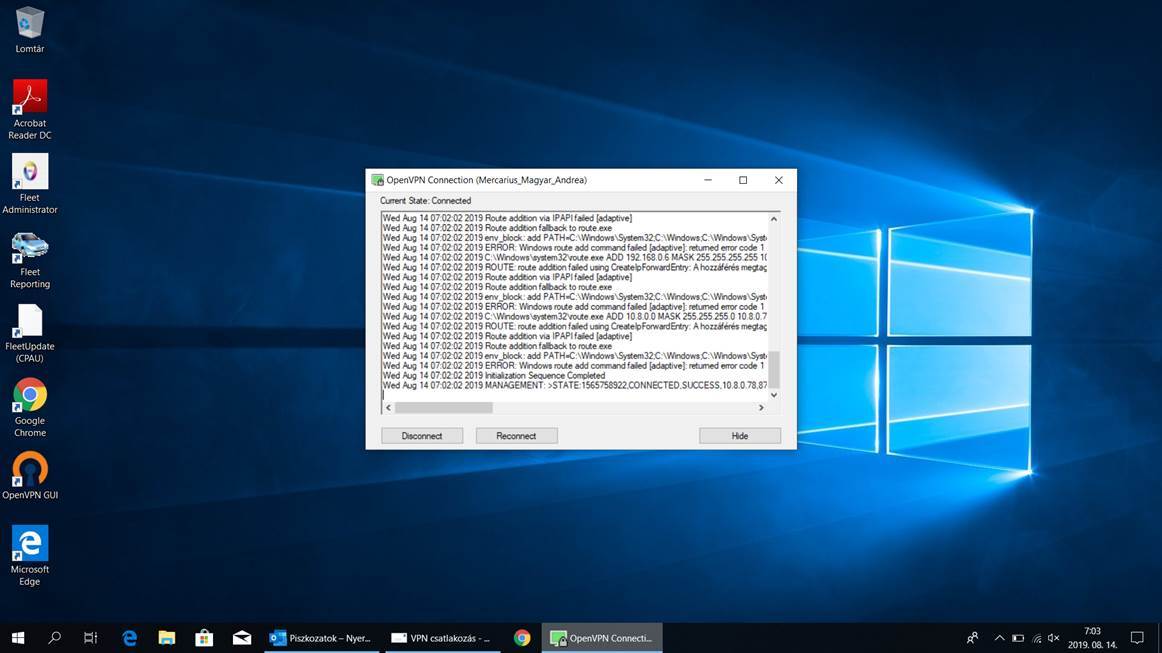 Lomtár
Acrobat
Reader DC
Fleet
Administrator
Fleet
Reporting
FleetUpdate
(CPAU)
Google
Chrome
OpenVPN GUI
Microsoft
Edge
OpenVPN Connection (Mercarius_Magyar_Andrea)
Current State: Connected
Wed Aug 14 07:02:02 2019 Route addition via IPAPI failed [adaptive]
Wed Aug 14 07:02:02 2019 Route addition fallback to route.exe
Wed Aug 14 07:02:02 2019 env_block: add PATH=C:\Windows\System32;C:\Windows;C:\Windows\Syst
Wed Aug 14 07:02:02 2019 ERROR: Windows route add command failed [adaptive]: returned error code 1
Wed Aug 14 07:02:02 2019 C:\Windows\system32\route.exe ADD 192.168.0.6 MASK 255.255.255.255 10
Wed Aug 14 07:02:02 2019 ROUTE: route addition failed using CreateIpForwardEntry: A hozzáférés megtag
Wed Aug 14 07:02:02 2019 Route addition via IPAPI failed [adaptive]
Wed Aug 14 07:02:02 2019 Route addition fallback to route.exe
Wed Aug 14 07:02:02 2019 env_block: add PATH=C:\Windows\System32;C:\Windows;C:\Windows\Syst
Wed Aug 14 07:02:02 2019 ERROR: Windows route add command failed [adaptive]: returned error code 1
Wed Aug 14 07:02:02 2019 C:\Windows\system32\route.exe ADD 10.8.0.0 MASK 255.255.255.0 10.8.0.7
Wed Aug 14 07:02:02 2019 ROUTE: route addition failed using CreateIpForwardEntry: A hozzáférés megtag
Wed Aug 14 07:02:02 2019 Route addition via IPAPI failed [adaptive]
Wed Aug 14 07:02:02 2019 Route addition fallback to route.exe
Wed Aug 14 07:02:02 2019 env_block: add PATH=C:\Windows\System32;C:\Windows;C:\Windows\Syst
Wed Aug 14 07:02:02 2019 ERROR: Windows route add command failed [adaptive]: returned error code 1
Wed Aug 14 07:02:02 2019 Initialization Sequence Completed
Wed Aug 14 07:02:02 2019 MANAGEMENT: >STATE:1565758922,CONNECTED,SUCCESS,10.8.0.78,87
Disconnect
Reconnect
Hide
Piszkozatok – Nyer...
VPN csatlakozás - ...
OpenVPN Connecti...
7:03
2019. 08. 14.